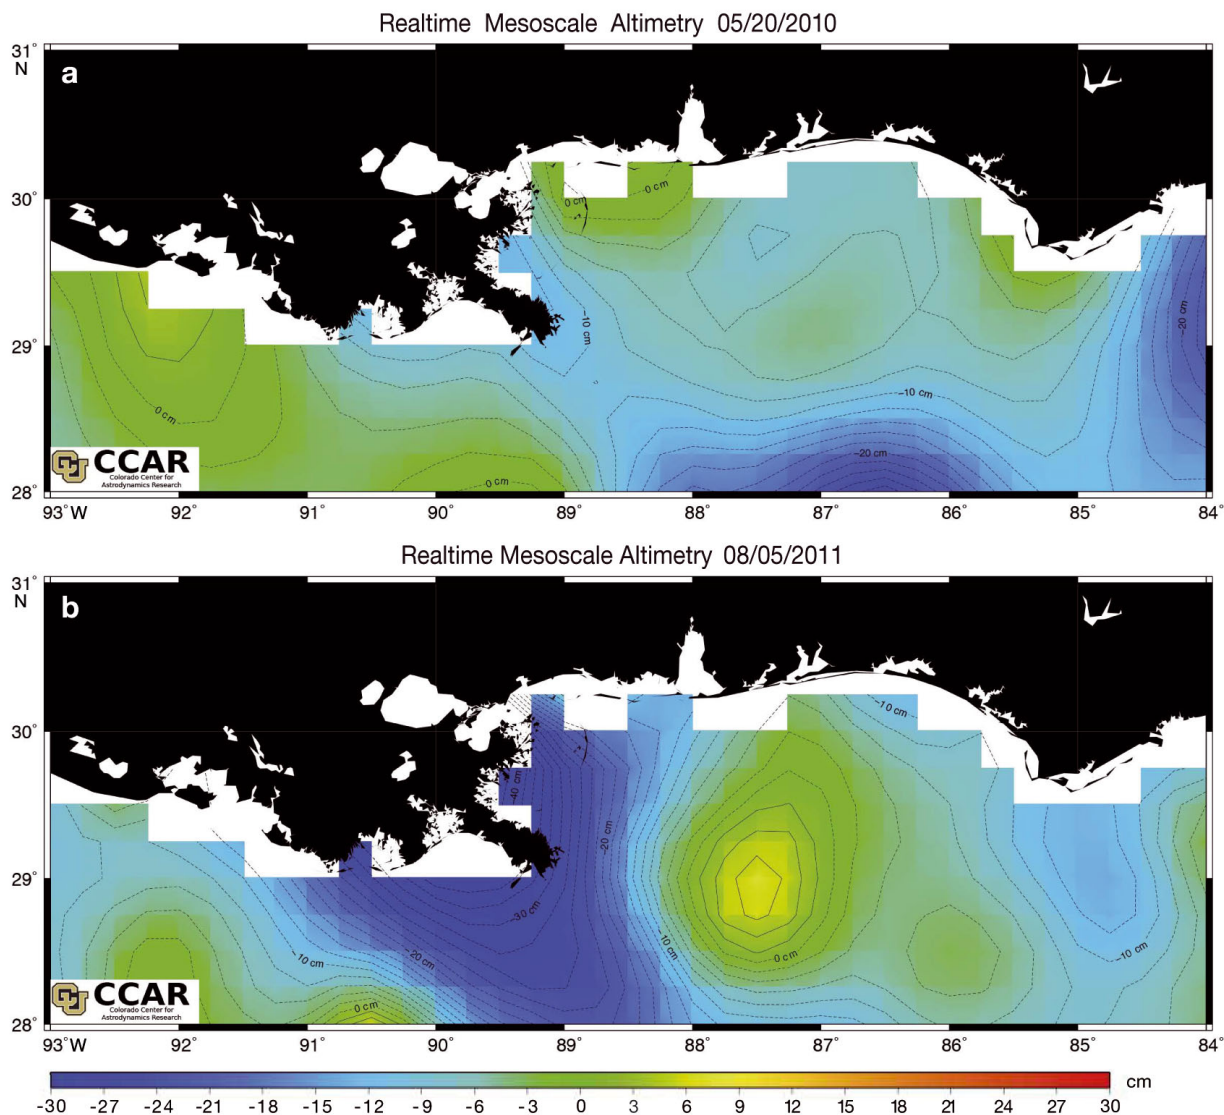 Realtime Mesoscale Altimetry 05/20/2010
31°
N
a
30°
29°
28°
0 cm
0 cm
-10 cm
-20 cm
0 cm
-10 cm
-20 cm
0 cm
CCAR
Colorado Center for
Astrodynamics Research
93°W 92° 91° 90° 89° 88° 87° 86° 85° 84°
Realtime Mesoscale Altimetry 08/05/2011
31°
N
b
30°
29°
28°
-10 cm
-40 cm
-20 cm
-30 cm
-10 cm
-20 cm
-10 cm
0 cm
-10 cm
0 cm
CCAR
Colorado Center for
Astrodynamics Research
93°W 92° 91° 90° 89° 88° 87° 86° 85° 84°
cm
-30 -27 -24 -21 -18 -15 -12 -9 -6 -3 0 3 6 9 12 15 18 21 24 27 30